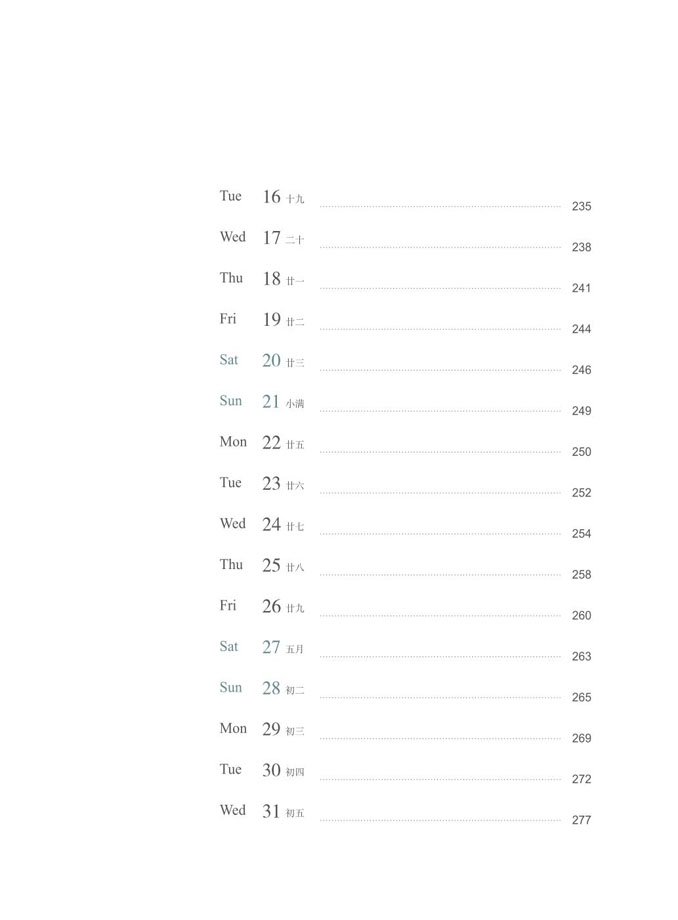 Tue 16 十九 235
Wed 17 二十 238
Thu 18 廿一 241
Fri 19 廿二 244
Sat 20 廿三 246
Sun 21 小满 249
Mon 22 廿五 250
Tue 23 廿六 252
Wed 24 廿七 254
Thu 25 廿八 258
Fri 26 廿九 260
Sat 27 五月 263
Sun 28 初二 265
Mon 29 初三 269
Tue 30 初四 272
Wed 31 初五 277